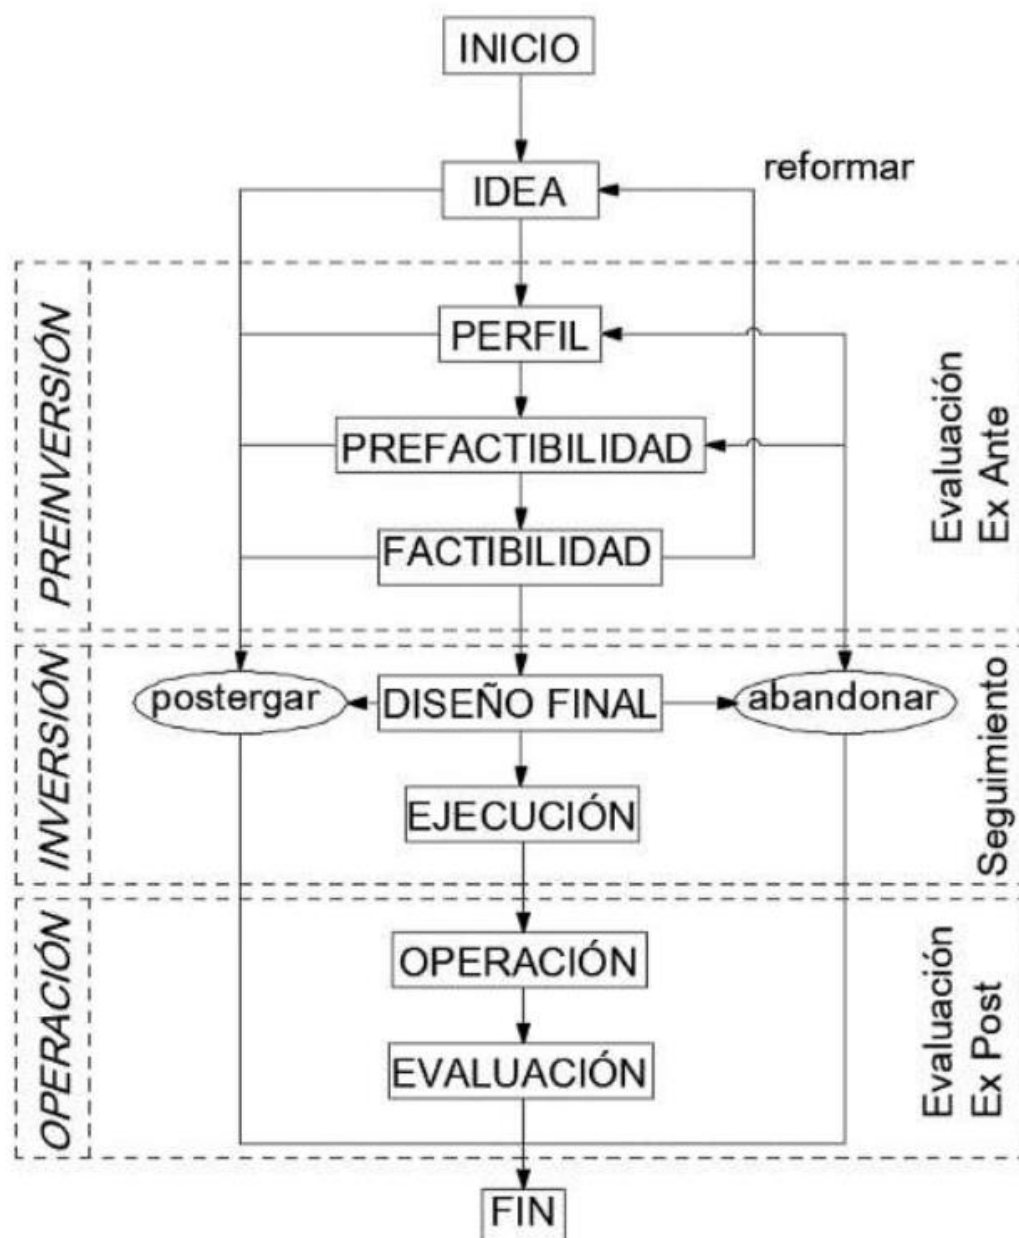 INICIO
reformar
IDEA
PREINVERSIÓN
PERFIL
Evaluación
Ex Ante
PREFACTIBILIDAD
FACTIBILIDAD
INVERSIÓN
postergar
DISEÑO FINAL
abandonar
Seguimiento
EJECUCIÓN
OPERACIÓN
OPERACIÓN
Evaluación
Ex Post
EVALUACIÓN
FIN